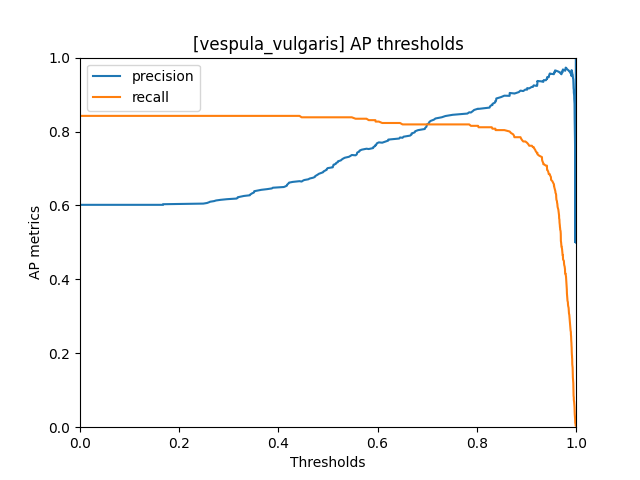 [vespula_vulgaris] AP thresholds
1.0
0.8
0.6
0.4
0.2
0.0
AP metrics
precision
recall
0.0 0.2 0.4 0.6 0.8 1.0
Thresholds